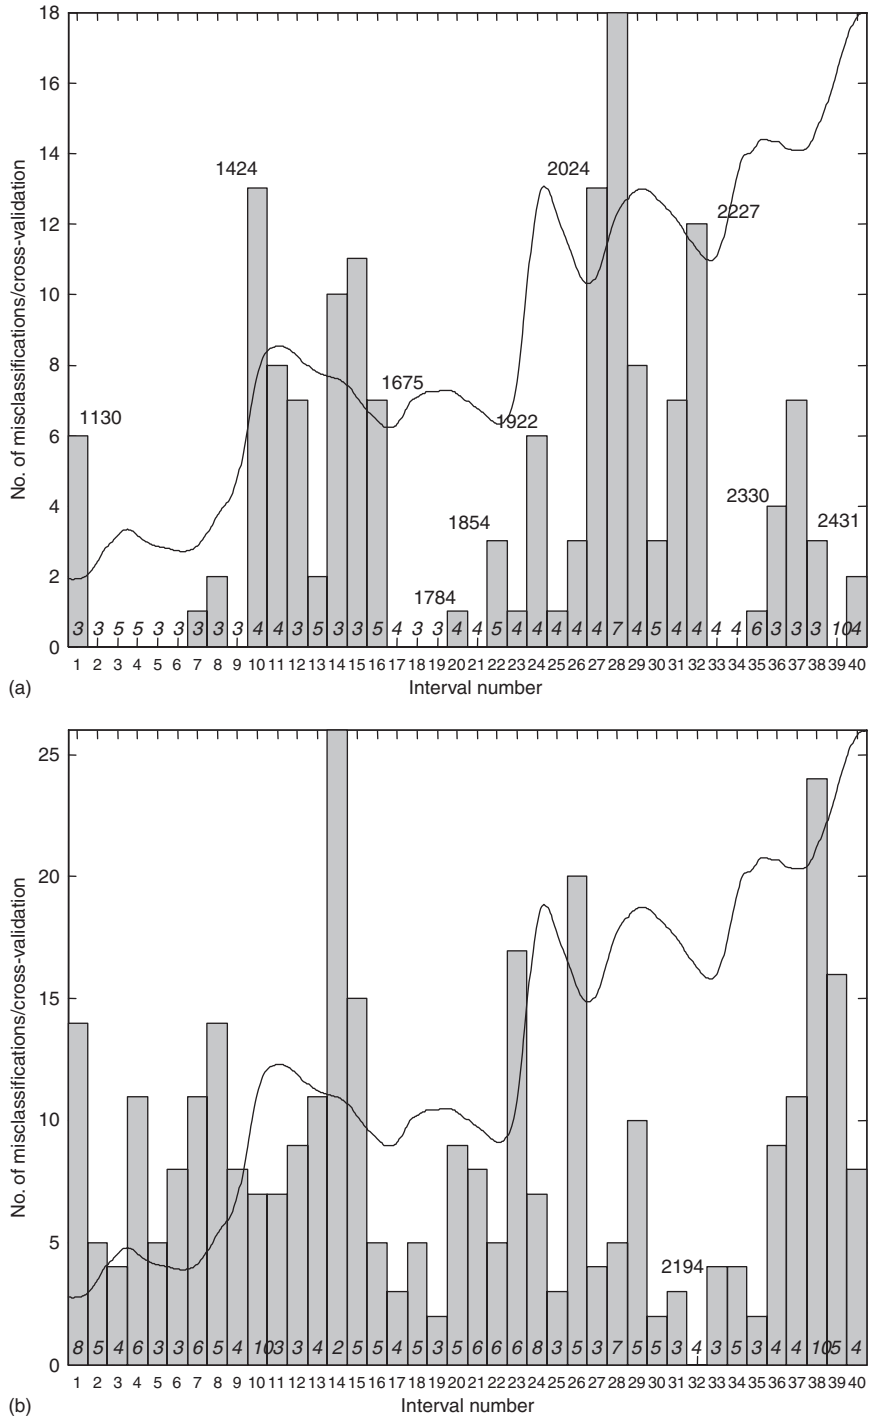 18
16
14
12
10
8
6
4
2
0
No. of misclassifications/cross-validation
1130
1424
1675
1784
1854
1922
2024
2227
2330
2431
3 3 5 5 3 3 3 3 3 4 4 3 5 3 3 5 4 3 3 4 4 5 4 4 4 4 4 7 4 5 4 4 4 4 6 3 3 3 10 4
1 2 3 4 5 6 7 8 9 10 11 12 13 14 15 16 17 18 19 20 21 22 23 24 25 26 27 28 29 30 31 32 33 34 35 36 37 38 39 40
(a)
Interval number
25
20
15
10
5
0
No. of misclassifications/cross-validation
2194
8 5 4 6 3 3 6 5 4 10 3 3 4 2 5 5 4 5 3 5 6 6 6 8 3 5 3 7 5 5 3 4 3 5 3 4 4 10 5 4
1 2 3 4 5 6 7 8 9 10 11 12 13 14 15 16 17 18 19 20 21 22 23 24 25 26 27 28 29 30 31 32 33 34 35 36 37 38 39 40
(b)
Interval number